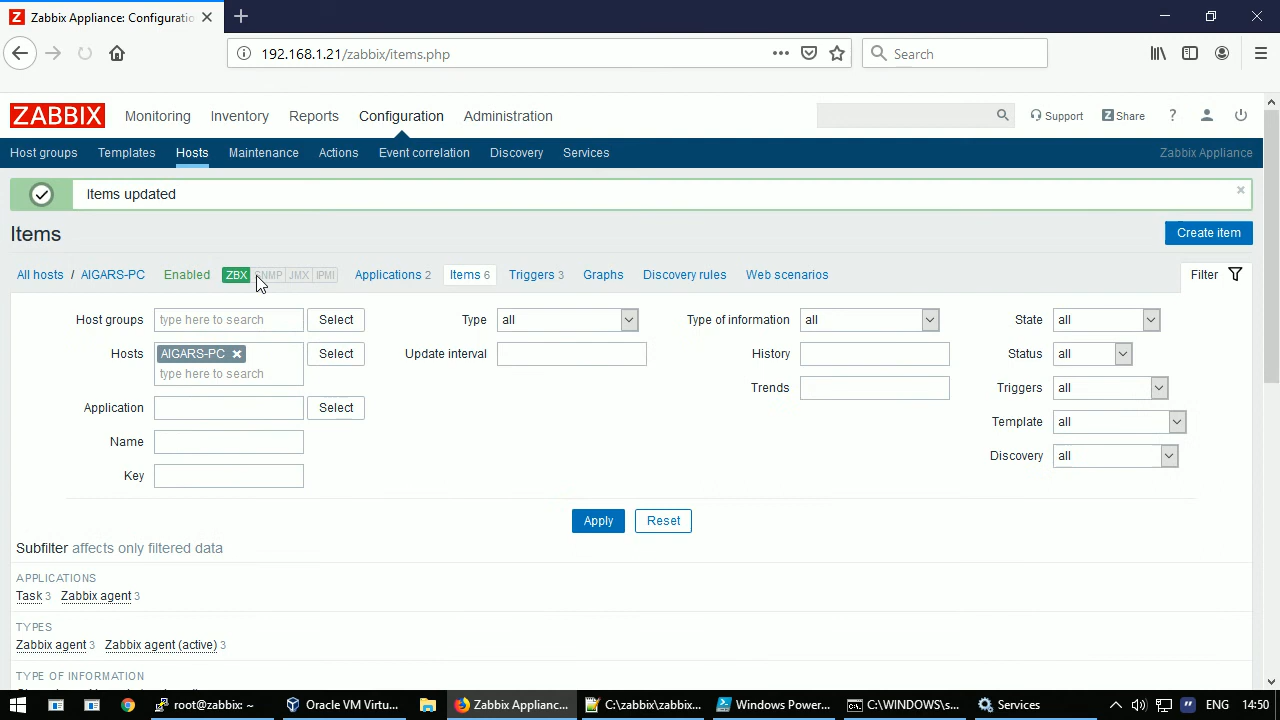 Zabbix Appliance: Configuratio
192.168.1.21/zabbix/items.php
Search
ZABBIX Monitoring Inventory Reports Configuration Administration Support Z Share ?
Host groups Templates Hosts Maintenance Actions Event correlation Discovery Services Zabbix Appliance
Items updated
Items Create item
All hosts / AIGARS-PC Enabled ZBX SNMP JMX IPMI Applications 2 Items 6 Triggers 3 Graphs Discovery rules Web scenarios Filter
Host groups type here to search Select Type all Type of information all State all
Hosts AIGARS-PC Select Update interval History Status all
type here to search
Trends Triggers all
Application Select Template all
Name Discovery all
Key
Apply Reset
Subfilter affects only filtered data
APPLICATIONS
Task 3 Zabbix agent 3
TYPES
Zabbix agent 3 Zabbix agent (active) 3
TYPE OF INFORMATION
root@zabbix: ~ Oracle VM Virtu... Zabbix Appliance... C:\zabbix\zabbix... Windows Power... C:\WINDOWS\s... Services ENG 14:50